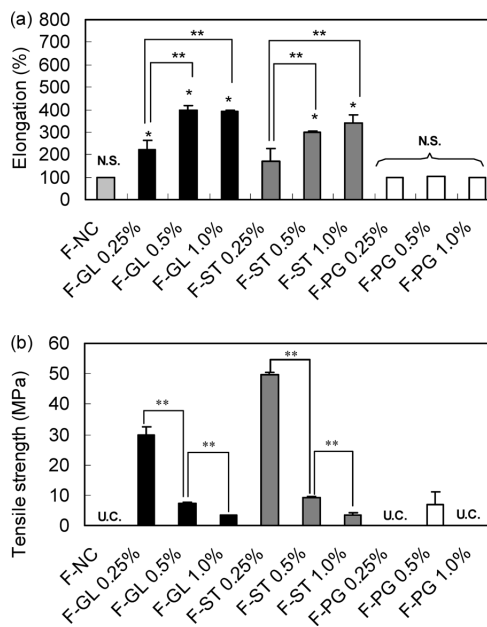 (a)
Elongation (%)
800
700
600
500
400
300
200
100
0
N.S.
*
*
*
**
**
*
*
**
**
N.S.
F-NC
F-GL 0.25%
F-GL 0.5%
F-GL 1.0%
F-ST 0.25%
F-ST 0.5%
F-ST 1.0%
F-PG 0.25%
F-PG 0.5%
F-PG 1.0%
(b)
Tensile strength (MPa)
60
50
40
30
20
10
0
U.C.
**
**
**
**
U.C.
U.C.
F-NC
F-GL 0.25%
F-GL 0.5%
F-GL 1.0%
F-ST 0.25%
F-ST 0.5%
F-ST 1.0%
F-PG 0.25%
F-PG 0.5%
F-PG 1.0%